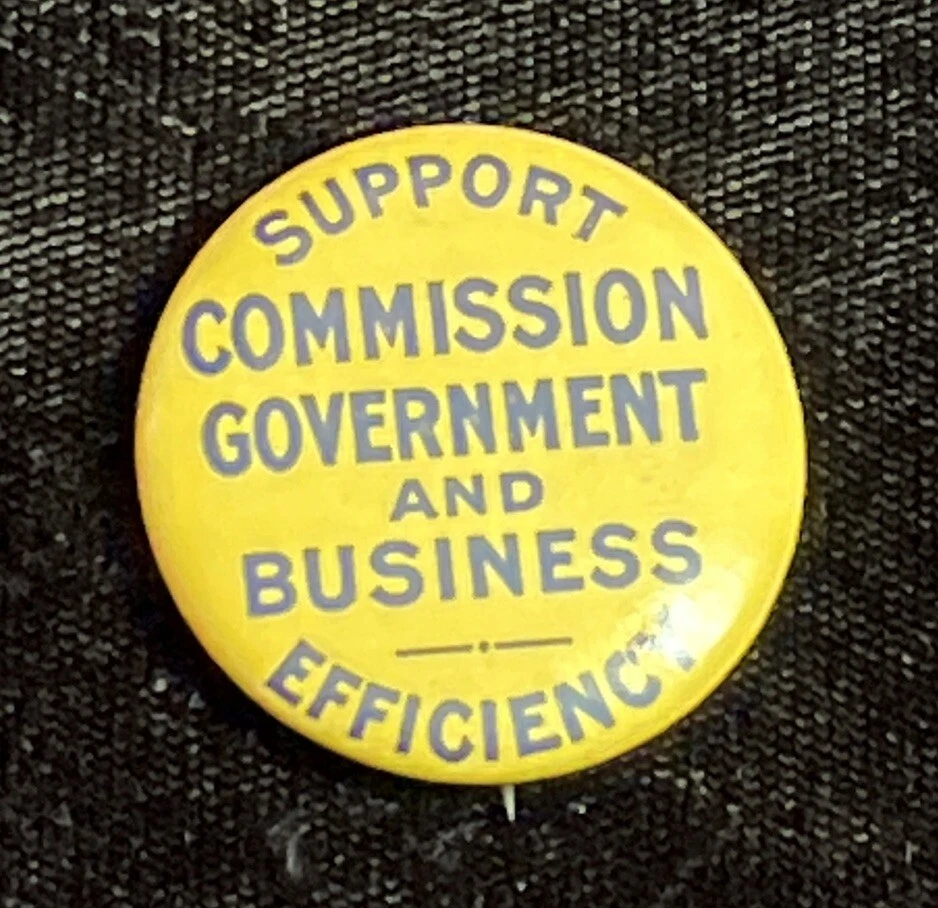 SUPPORT
COMMISSION
GOVERNMENT
AND
BUSINESS
EFFICIENCY